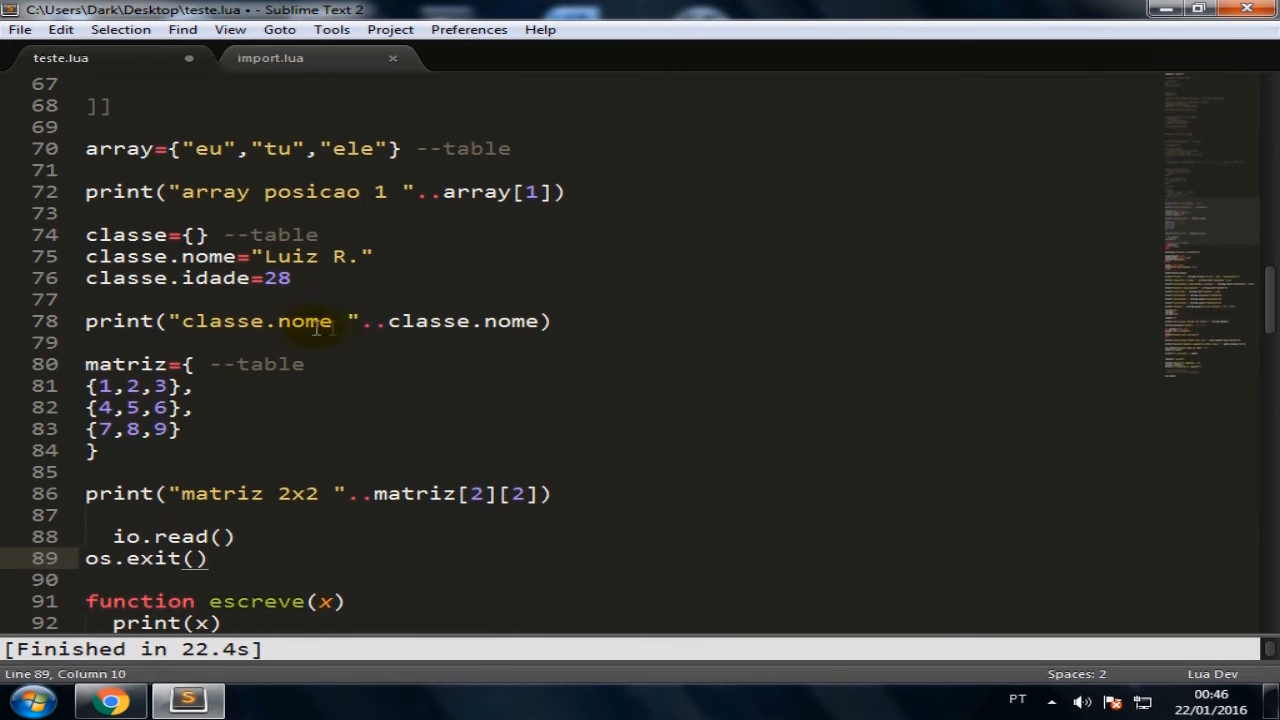 C:\Users\Dark\Desktop\teste.lua • - Sublime Text 2
File Edit Selection Find View Goto Tools Project Preferences Help
teste.lua import.lua
67
68 ]]
69
70 array={"eu","tu","ele"} --table
71
72 print("array posicao 1 "..array[1])
73
74 classe={} --table
75 classe.nome="Luiz R."
76 classe.idade=28
77
78 print("classe.nome "..classe.nome)
79
80 matriz={ --table
81 {1,2,3},
82 {4,5,6},
83 {7,8,9}
84 }
85
86 print("matriz 2x2 "..matriz[2][2])
87
88 io.read()
89 os.exit()
90
91 function escreve(x)
92 print(x)
[Finished in 22.4s]
Line 89, Column 10 Spaces: 2 Lua Dev
PT 00:46
22/01/2016